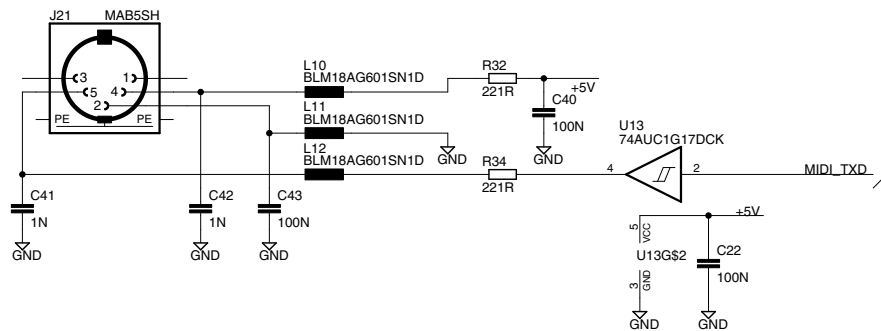 J21 MAB5SH
3 1
5 4
2
PE PE
L10
BLM18AG601SN1D
L11
BLM18AG601SN1D
L12
BLM18AG601SN1D
R32
221R
+5V
C40
100N
GND
GND
U13
74AUC1G17DCK
R34
221R
4 2
MIDI_TXD
C41
1N
GND
C42
1N
GND
C43
100N
GND
+5V
5
VCC
U13G$2
3
GND
C22
100N
GND
GND